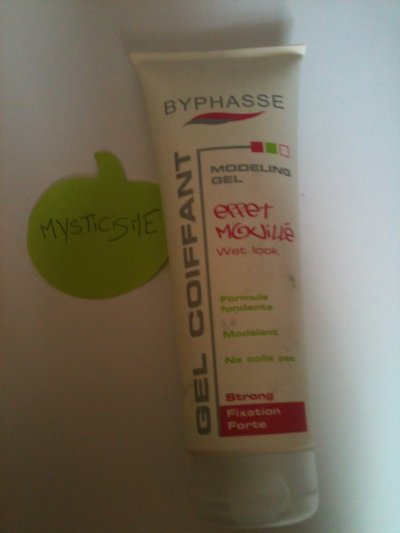 BYPHASSE
MODELING
GEL
GEL COIFFANT
effet
Mouillé
Wet look
Formule
fondante
Modelant
Ne colle pas
Strong
Fixation
Forte
MYSTICISME